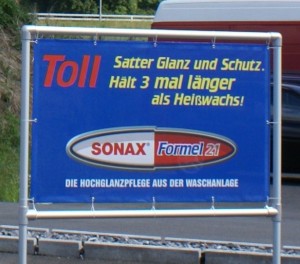 Toll Satter Glanz und Schutz.
Hält 3 mal länger
als Heißwachs!
SONAX® Formel 21
DIE HOCHGLANZPFLEGE AUS DER WASCHANLAGE